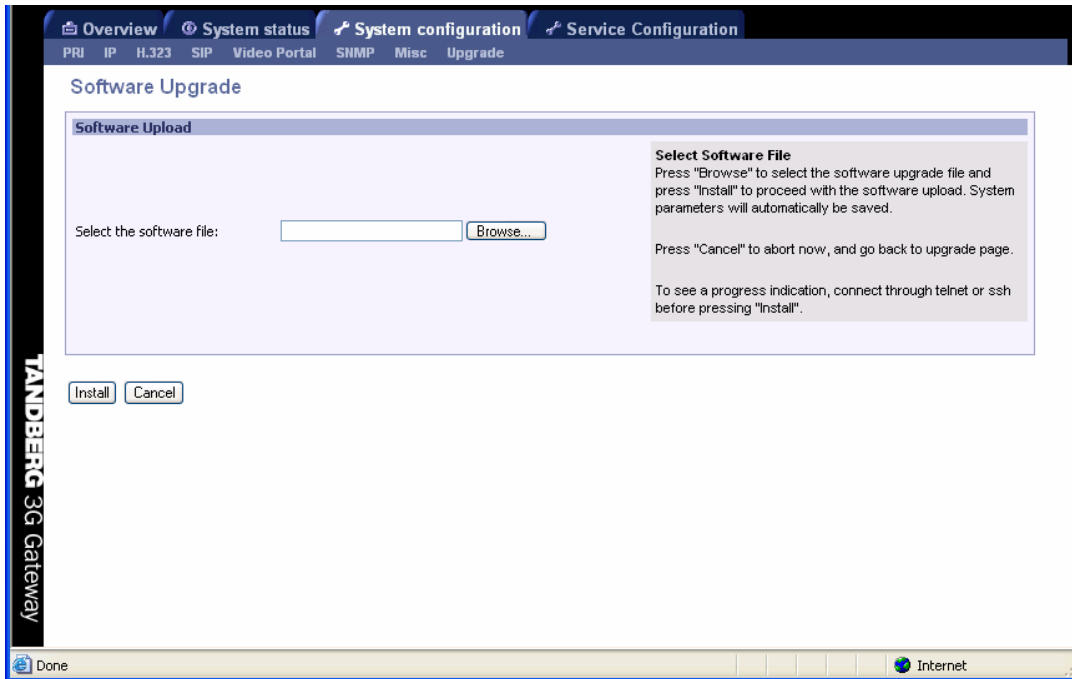 Overview System status System configuration Service Configuration
PRI IP H.323 SIP Video Portal SNMP Misc Upgrade
Software Upgrade
Software Upload
Select the software file:
Browse...
Select Software File
Press "Browse" to select the software upgrade file and
press "Install" to proceed with the software upload. System
parameters will automatically be saved.
Press "Cancel" to abort now, and go back to upgrade page.
To see a progress indication, connect through telnet or ssh
before pressing "Install".
Install Cancel
TANDBERG 3G Gateway
Done Internet